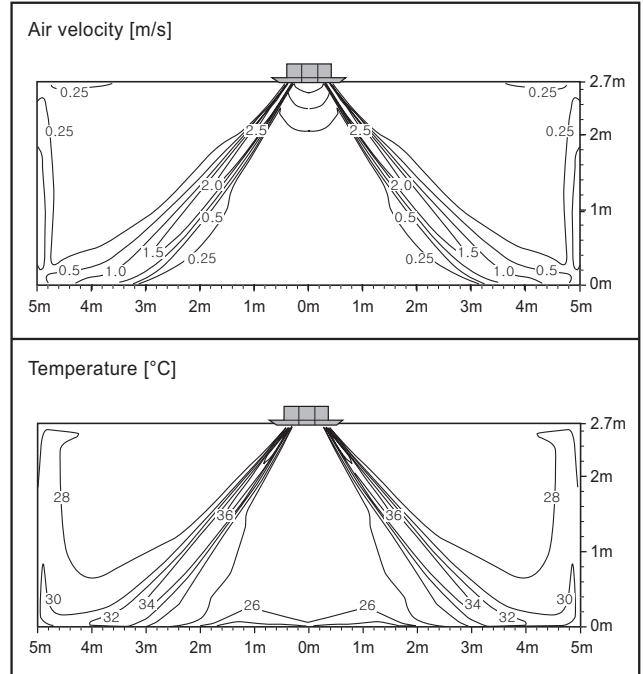 Air velocity [m/s]
2.7m
0.25 0.25
0.25 0.25
2.5 2.5
2m
2.0 2.0
0.5 0.5
1m
1.5 1.5
0.25 0.25
0.5 1.0 1.0 0.5
0m
5m 4m 3m 2m 1m 0m 1m 2m 3m 4m 5m
Temperature [°C]
2.7m
2m
28 28
36 36
1m
30 34 26 26 34 30
32 32
0m
5m 4m 3m 2m 1m 0m 1m 2m 3m 4m 5m